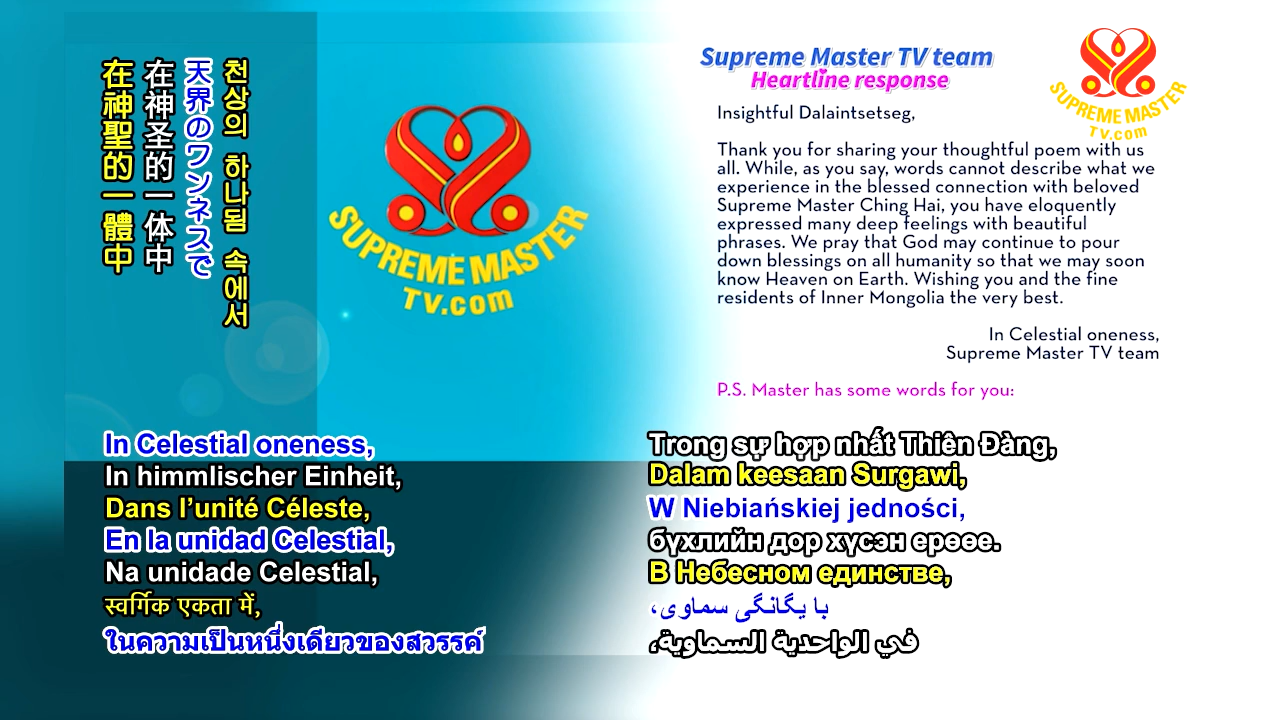 在神聖的一體中
在神圣的一体中
天界のワンネスで
천상의 하나됨 속에서
SUPREME MASTER
TV.com
Supreme Master TV team
Heartline response
SUPREME MASTER
TV.com
Insightful Dalaintsetseg,
Thank you for sharing your thoughtful poem with us
all. While, as you say, words cannot describe what we
experience in the blessed connection with beloved
Supreme Master Ching Hai, you have eloquently
expressed many deep feelings with beautiful
phrases. We pray that God may continue to pour
down blessings on all humanity so that we may soon
know Heaven on Earth. Wishing you and the fine
residents of Inner Mongolia the very best.
In Celestial oneness,
Supreme Master TV team
P.S. Master has some words for you:
In Celestial oneness,
In himmlischer Einheit,
Dans l’unité Céleste,
En la unidad Celestial,
Na unidade Celestial,
स्वर्गिक एकता में,
ในความเป็นหนึ่งเดียวของสวรรค์
Trong sự hợp nhất Thiên Đàng,
Dalam keesaan Surgawi,
W Niebiańskiej jedności,
бүхлийн дор хүсэн ерөөе.
В Небесном единстве,
با یگانگی سماوی،
في الواحدية السماوية،